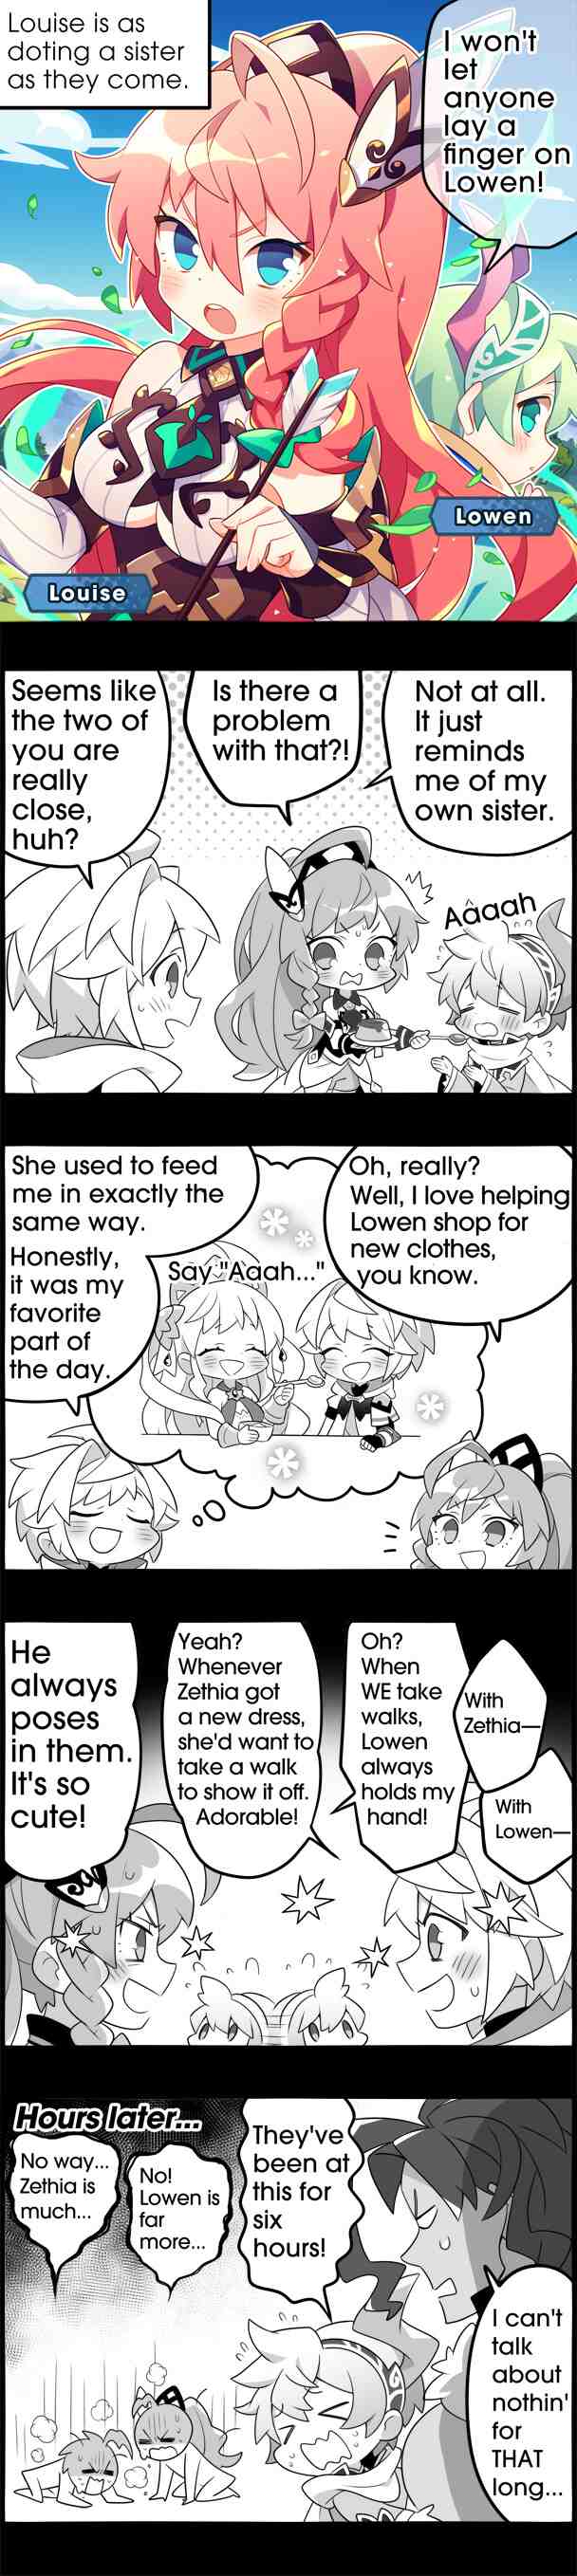 Louise is as
doting a sister
as they come.
I won't
let
anyone
lay a
finger on
Lowen!
Lowen
Louise
Seems like
the two of
you are
really
close,
huh?
Is there a
problem
with that?!
Not at all.
It just
reminds
me of my
own sister.
Aaaah
She used to feed
me in exactly the
same way.
Honestly,
it was my
favorite
part of
the day.
Say "Aaah..."
Oh, really?
Well, I love helping
Lowen shop for
new clothes,
you know.
He
always
poses
in them.
It's so
cute!
Yeah?
Whenever
Zethia got
a new dress,
she'd want to
take a walk
to show it off.
Adorable!
Oh?
When
WE take
walks,
Lowen
always
holds my
hand!
With
Zethia—
With
Lowen—
Hours later...
No way...
Zethia is
much...
No!
Lowen is
far
more...
They've
been at
this for
six
hours!
I can't
talk
about
nothin'
for
THAT
long...